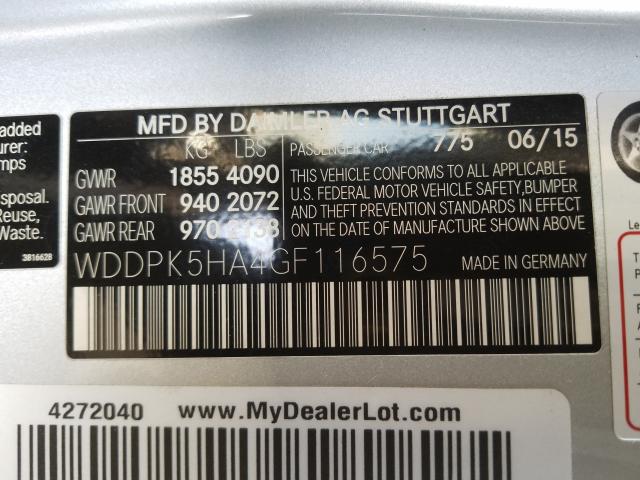 added
urer:
mps
MFD BY DAIMLER AG STUTTGART
KG LBS
PASSENGER CAR 775 06/15
GVWR 1855 4090
GAWR FRONT 940 2072
GAWR REAR 970
THIS VEHICLE CONFORMS TO ALL APPLICABLE
U.S. FEDERAL MOTOR VEHICLE SAFETY, BUMPER
AND THEFT PREVENTION STANDARDS IN EFFECT
ON THE DATE OF MANUFACTURE SHOWN ABOVE
sposal.
Reuse,
Waste.
3816628
WDDPK5HA4GF116575 MADE IN GERMANY
4272040 www.MyDealerLot.com
Le